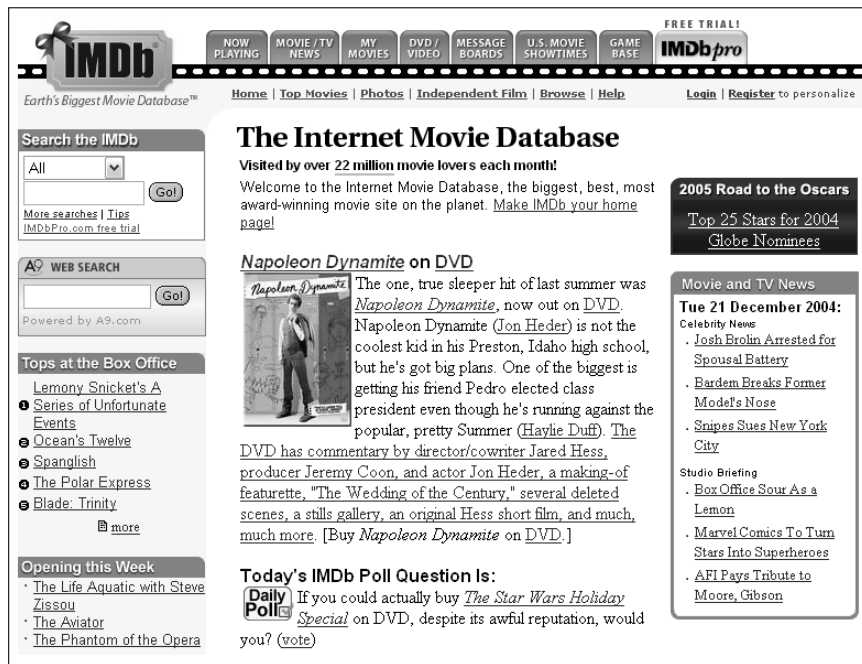 FREE TRIAL!
IMDb
NOW PLAYING
MOVIE / TV NEWS
MY MOVIES
DVD / VIDEO
MESSAGE BOARDS
U.S. MOVIE SHOWTIMES
GAME BASE
IMDbpro
Earth's Biggest Movie Database™
Home | Top Movies | Photos | Independent Film | Browse | Help
Login | Register to personalize
Search the IMDb
All
Go!
More searches | Tips
IMDbPro.com free trial
A9 WEB SEARCH
Go!
Powered by A9.com
Tops at the Box Office
1 Lemony Snicket's A
Series of Unfortunate
Events
2 Ocean's Twelve
3 Spanglish
4 The Polar Express
5 Blade: Trinity
more
Opening this Week
· The Life Aquatic with Steve
Zissou
· The Aviator
· The Phantom of the Opera
The Internet Movie Database
Visited by over 22 million movie lovers each month!
Welcome to the Internet Movie Database, the biggest, best, most
award-winning movie site on the planet. Make IMDb your home
page!
Napoleon Dynamite on DVD
Napoleon Dynamite
The one, true sleeper hit of last summer was
Napoleon Dynamite, now out on DVD.
Napoleon Dynamite (Jon Heder) is not the
coolest kid in his Preston, Idaho high school,
but he's got big plans. One of the biggest is
getting his friend Pedro elected class
president even though he's running against the
popular, pretty Summer (Haylie Duff). The
DVD has commentary by director/cowriter Jared Hess,
producer Jeremy Coon, and actor Jon Heder, a making-of
featurette, "The Wedding of the Century," several deleted
scenes, a stills gallery, an original Hess short film, and much,
much more. [Buy Napoleon Dynamite on DVD.]
Today's IMDb Poll Question Is:
Daily Poll
If you could actually buy The Star Wars Holiday
Special on DVD, despite its awful reputation, would
you? (vote)
2005 Road to the Oscars
Top 25 Stars for 2004
Globe Nominees
Movie and TV News
Tue 21 December 2004:
Celebrity News
. Josh Brolin Arrested for
Spousal Battery
. Bardem Breaks Former
Model's Nose
. Snipes Sues New York
City
Studio Briefing
. Box Office Sour As a
Lemon
. Marvel Comics To Turn
Stars Into Superheroes
. AFI Pays Tribute to
Moore, Gibson